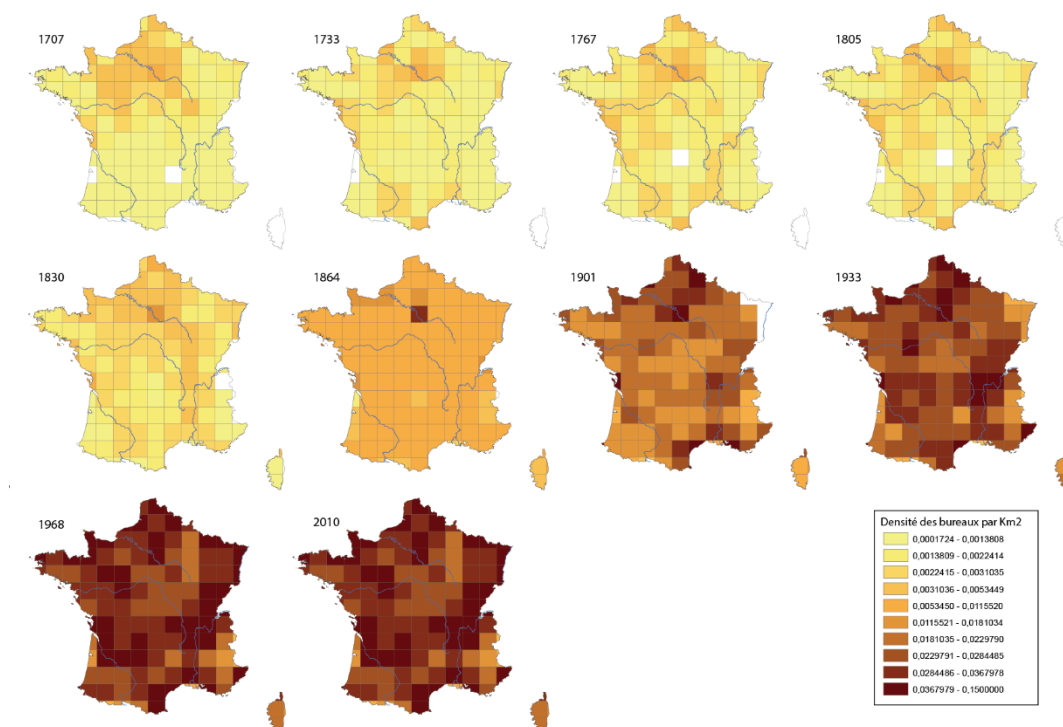 1707
1733
1767
1805
1830
1864
1901
1933
1968
2010
Densité des bureaux par Km2
0,0001724 - 0,0013808
0,0013809 - 0,0022414
0,0022415 - 0,0031035
0,0031036 - 0,0053449
0,0053450 - 0,0115520
0,0115521 - 0,0181034
0,0181035 - 0,0229790
0,0229791 - 0,0284485
0,0284486 - 0,0367978
0,0367979 - 0,1500000